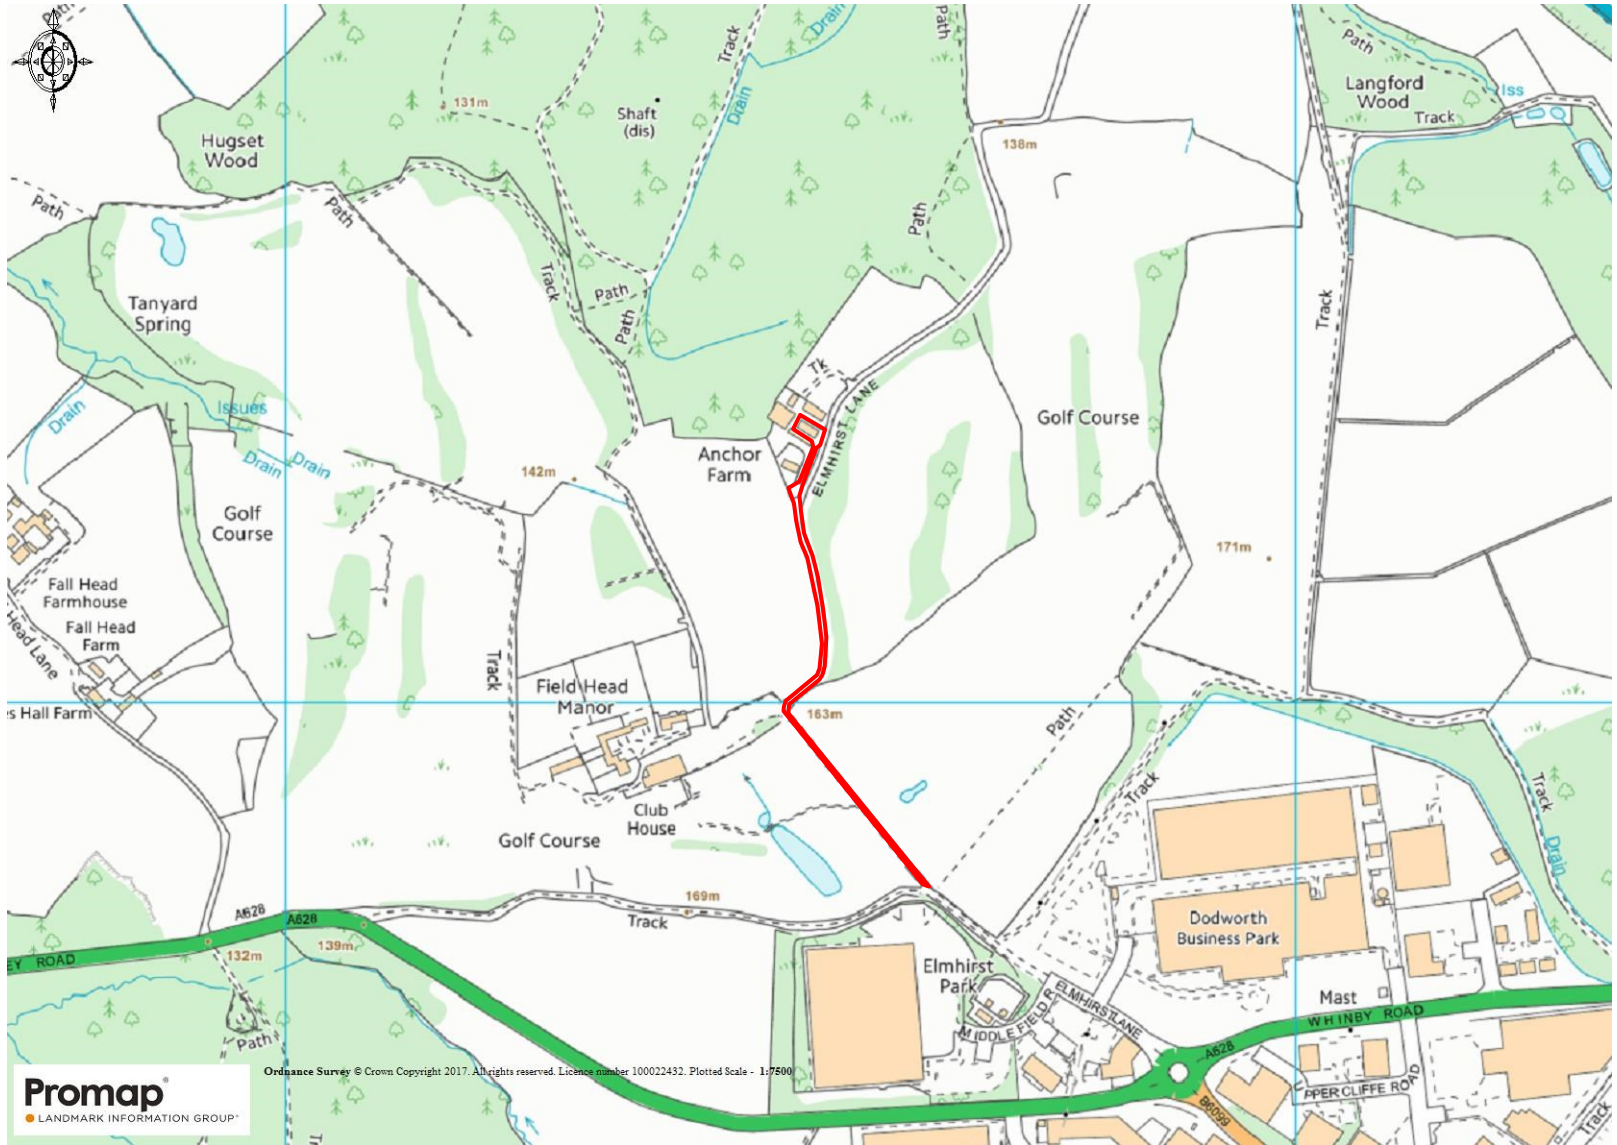 Path
Path
Path
Drain
Track
Drain
131m
Shaft
(dis)
Hugset
Wood
138m
Path
Langford
Wood
Iss
Track
Path
Path
Path
Track
Path
Path
Tanyard
Spring
Track
Tk
ELMHIRST LANE
Golf Course
Issues
Drain
Drain
Drain
Anchor
Farm
142m
Golf
Course
171m
Fall Head
Farmhouse
Fall Head
Farm
Head Lane
s Hall Farm
Track
Field Head
Manor
163m
Path
Track
Track
Drain
Club
House
Golf Course
169m
Track
A628
A628
139m
132m
EY ROAD
Path
Dodworth
Business Park
Elmhirst
Park
MIDDLEFIELD R
ELMHIRST LANE
Mast
WHINBY ROAD
A628
B6099
PPER CLIFFE ROAD
Track
Promap
LANDMARK INFORMATION GROUP
Ordnance Survey © Crown Copyright 2017. All rights reserved. Licence number 100022432. Plotted Scale - 1:7500